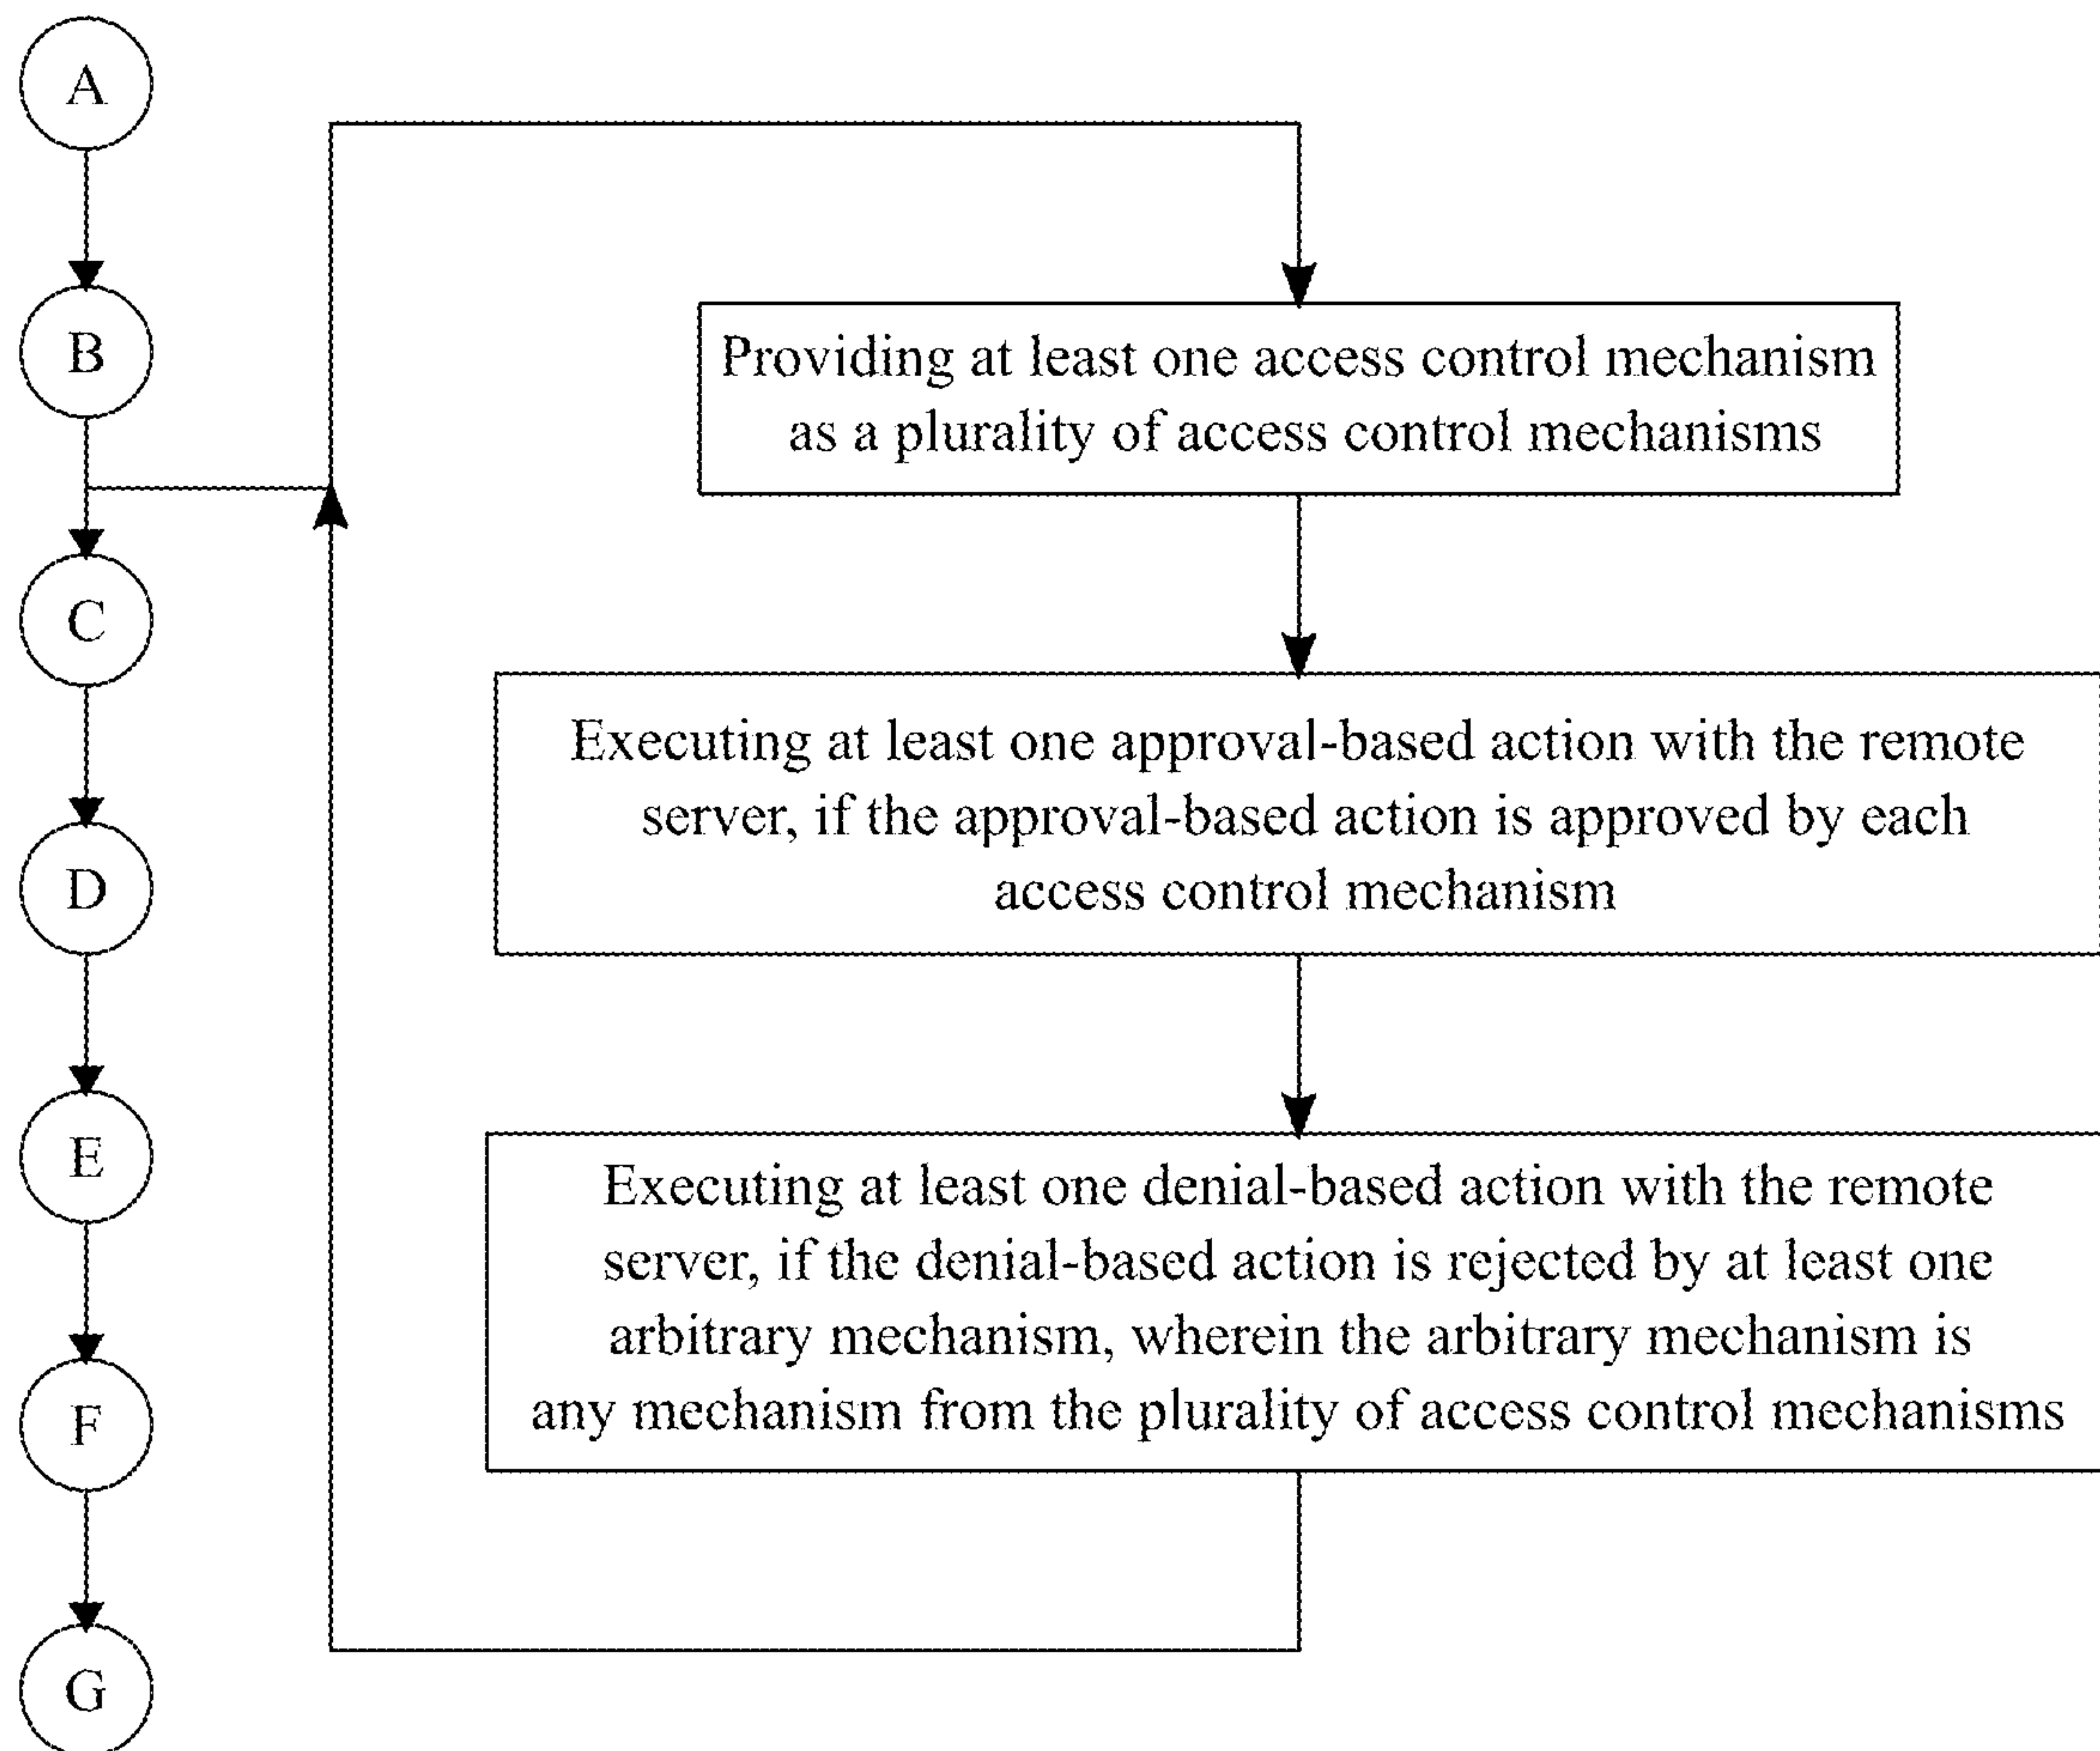 A
B
C
D
E
F
G
Providing at least one access control mechanism
as a plurality of access control mechanisms
Executing at least one approval-based action with the remote
server, if the approval-based action is approved by each
access control mechanism
Executing at least one denial-based action with the remote
server, if the denial-based action is rejected by at least one
arbitrary mechanism, wherein the arbitrary mechanism is
any mechanism from the plurality of access control mechanisms